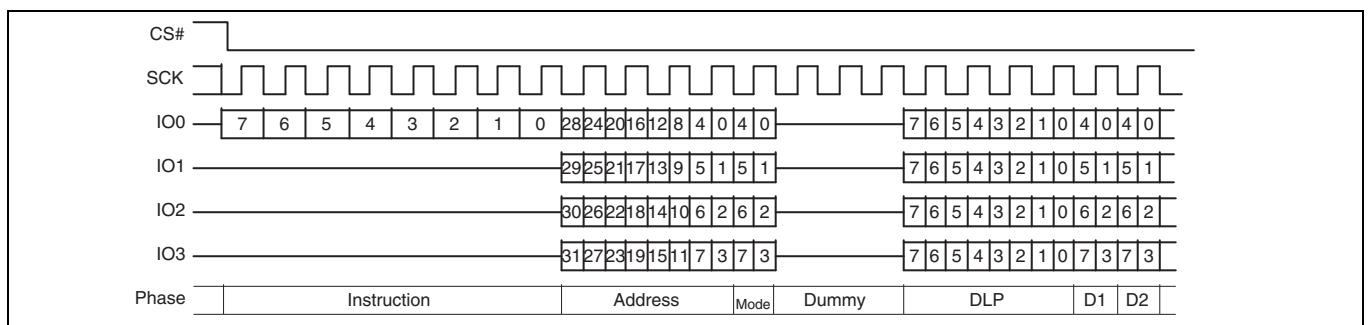 CS#
SCK
IO0 7 6 5 4 3 2 1 0 28 24 20 16 12 8 4 0 4 0 7 6 5 4 3 2 1 0 4 0 4 0
IO1 29 25 21 17 13 9 5 1 5 1 7 6 5 4 3 2 1 0 5 1 5 1
IO2 30 26 22 18 14 10 6 2 6 2 7 6 5 4 3 2 1 0 6 2 6 2
IO3 31 27 23 19 15 11 7 3 7 3 7 6 5 4 3 2 1 0 7 3 7 3
Phase Instruction Address Mode Dummy DLP D1 D2